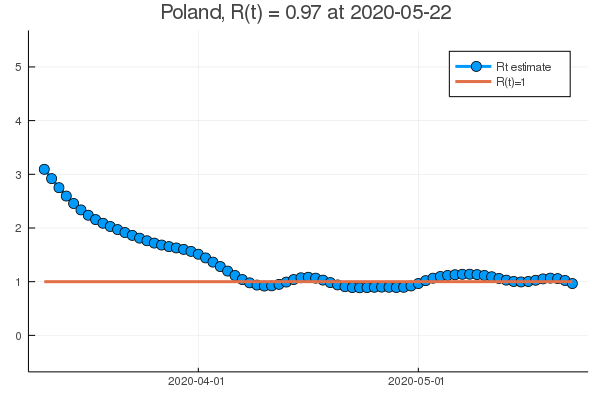 Poland, R(t) = 0.97 at 2020-05-22
5
4
3
2
1
0
Rt estimate
R(t)=1
2020-04-01
2020-05-01